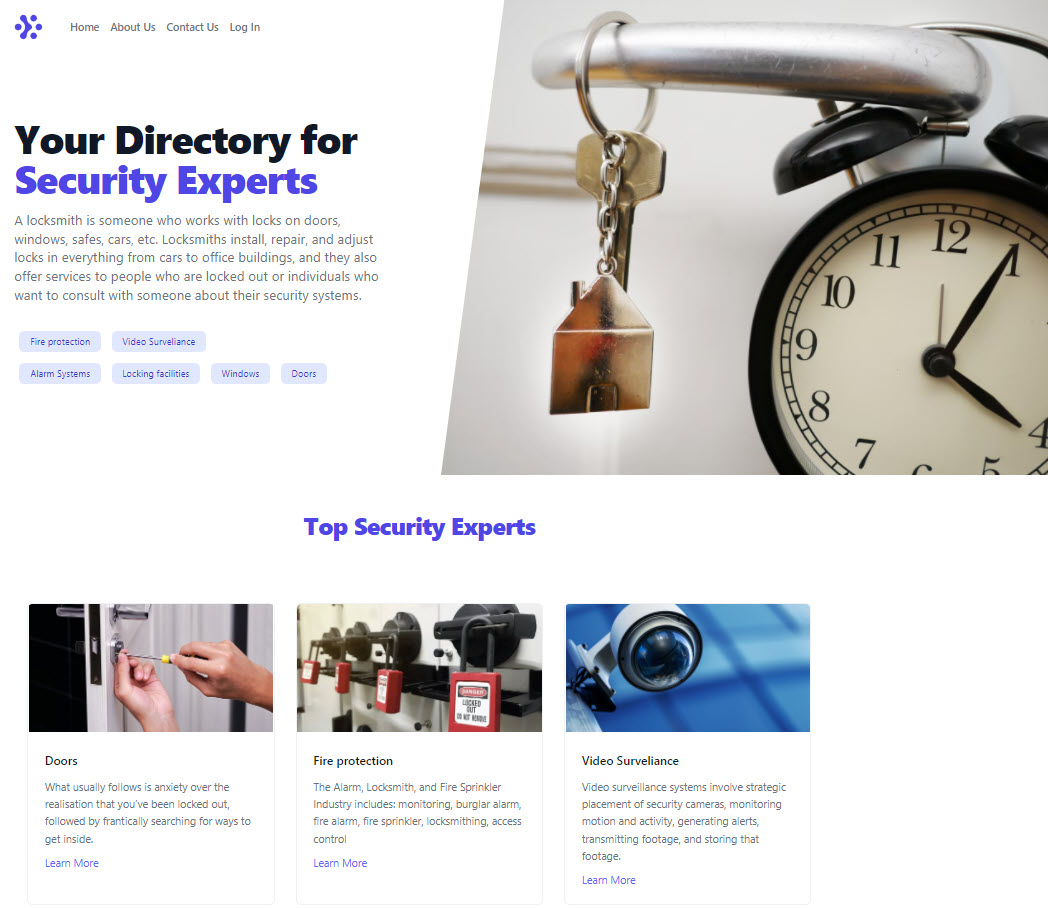 Home About Us Contact Us Log In
Your Directory for
Security Experts
A locksmith is someone who works with locks on doors,
windows, safes, cars, etc. Locksmiths install, repair, and adjust
locks in everything from cars to office buildings, and they also
offer services to people who are locked out or individuals who
want to consult with someone about their security systems.
Fire protection Video Surveliance
Alarm Systems Locking facilities Windows Doors
12
11
1
10
9
8
4
7
6
5
Top Security Experts
DANGER
LOCKED
OUT
DO NOT REMOVE
Doors
What usually follows is anxiety over the
realisation that you've been locked out,
followed by frantically searching for ways to
get inside.
Learn More
Fire protection
The Alarm, Locksmith, and Fire Sprinkler
Industry includes: monitoring, burglar alarm,
fire alarm, fire sprinkler, locksmithing, access
control
Learn More
Video Surveliance
Video surveillance systems involve strategic
placement of security cameras, monitoring
motion and activity, generating alerts,
transmitting footage, and storing that
footage.
Learn More